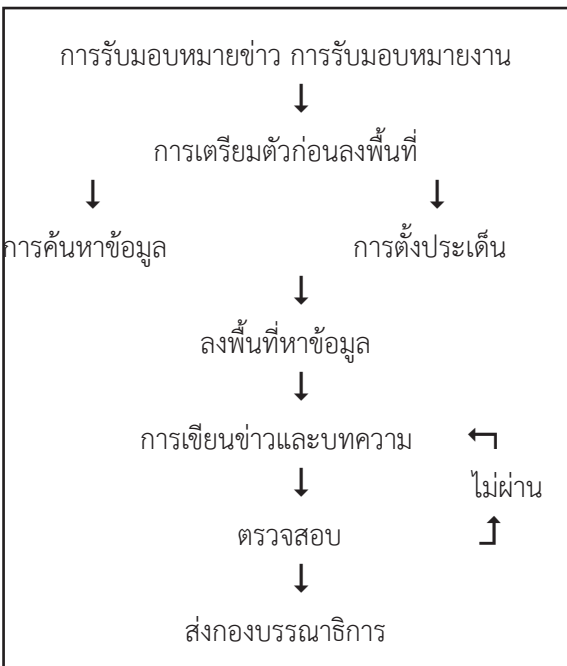 การรับมอบหมายข่าว การรับมอบหมายงาน
การเตรียมตัวก่อนลงพื้นที่
การค้นหาข้อมูล การตั้งประเด็น
ลงพื้นที่หาข้อมูล
การเขียนข่าวและบทความ
ไม่ผ่าน
ตรวจสอบ
ส่งกองบรรณาธิการ